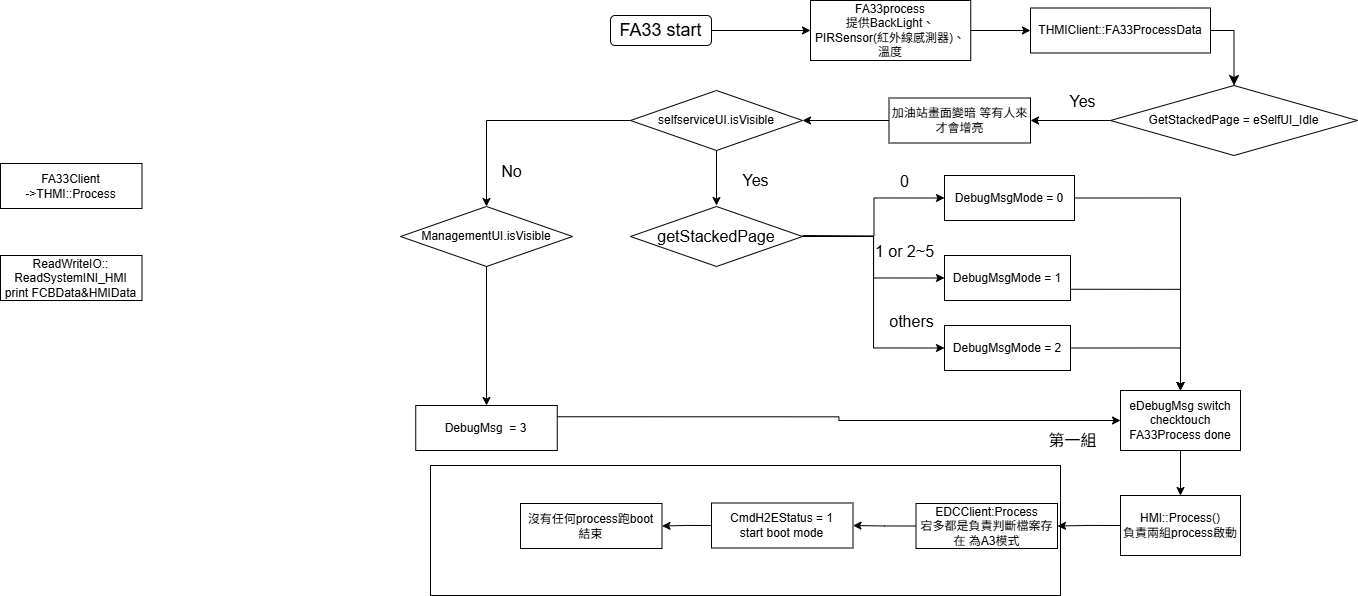 FA33 start
FA33process
提供BackLight、
PIRSensor(紅外線感測器)、
溫度
THMIClient::FA33ProcessData
GetStackedPage = eSelfUI_Idle
Yes
加油站畫面變暗 等有人來
才會增亮
selfserviceUI.isVisible
No
Yes
FA33Client
->THMI::Process
ManagementUI.isVisible
getStackedPage
0
DebugMsgMode = 0
1 or 2~5
DebugMsgMode = 1
ReadWriteIO::
ReadSystemINI_HMI
print FCBData&HMIData
others
DebugMsgMode = 2
DebugMsg = 3
eDebugMsg switch
checktouch
FA33Process done
第一組
HMI::Process()
負責兩組process啟動
EDCClient:Process
宕多都是負責判斷檔案存
在 為A3模式
CmdH2EStatus = 1
start boot mode
沒有任何process跑boot
結束